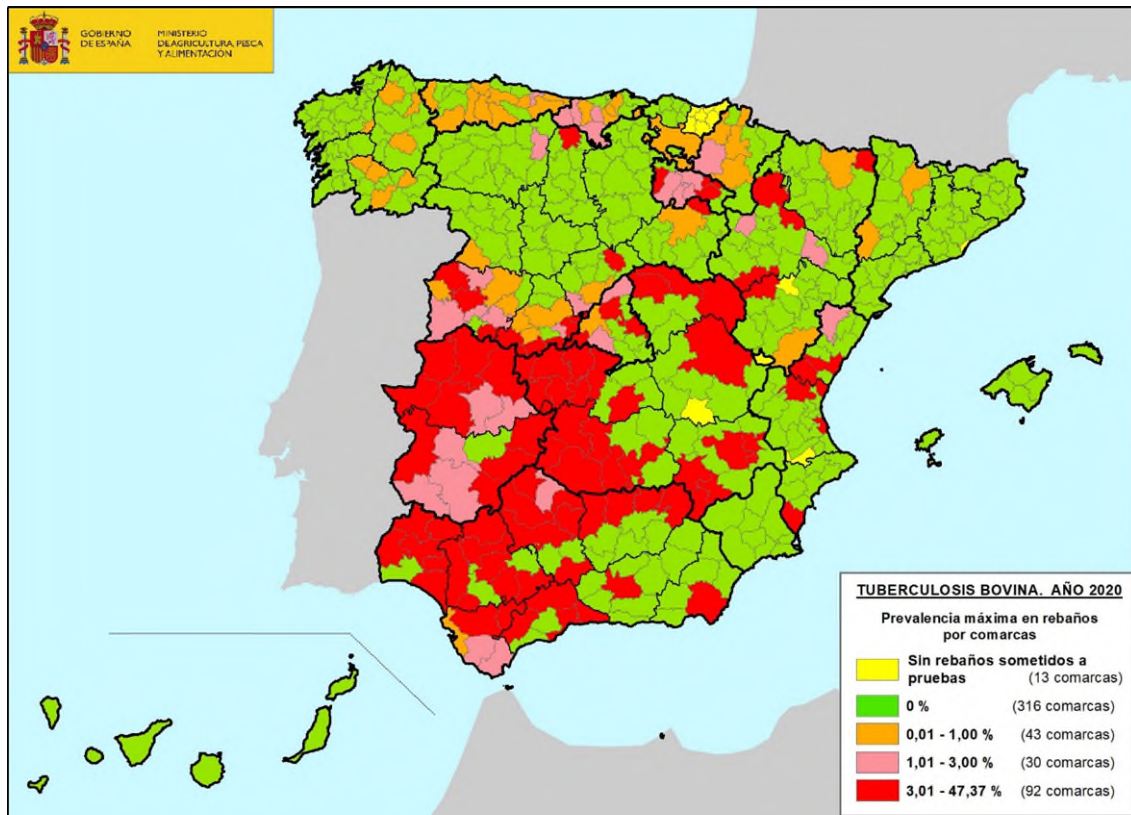 GOBIERNO
DE ESPAÑA
MINISTERIO
DE AGRICULTURA, PESCA
Y ALIMENTACIÓN
TUBERCULOSIS BOVINA. AÑO 2020
Prevalencia máxima en rebaños
por comarcas
Sin rebaños sometidos a
pruebas (13 comarcas)
0 % (316 comarcas)
0,01 - 1,00 % (43 comarcas)
1,01 - 3,00 % (30 comarcas)
3,01 - 47,37 % (92 comarcas)